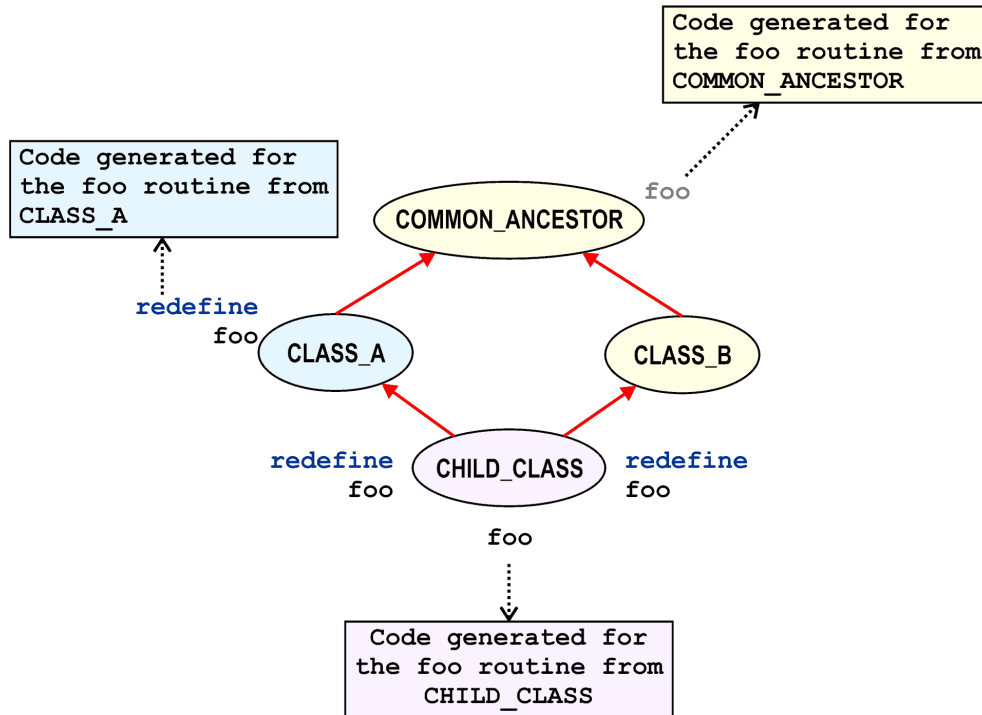 Code generated for
the foo routine from
COMMON_ANCESTOR
Code generated for
the foo routine from
CLASS_A
foo
COMMON_ANCESTOR
redefine
foo
CLASS_A
CLASS_B
redefine
foo
CHILD_CLASS
redefine
foo
foo
Code generated for
the foo routine from
CHILD_CLASS